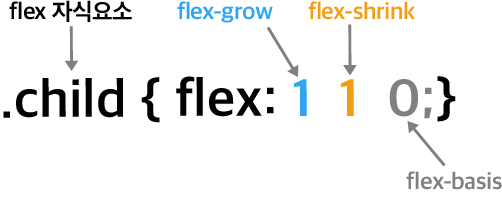 flex 자식요소 flex-grow flex-shrink
.child { flex: 1 1 0;}
flex-basis